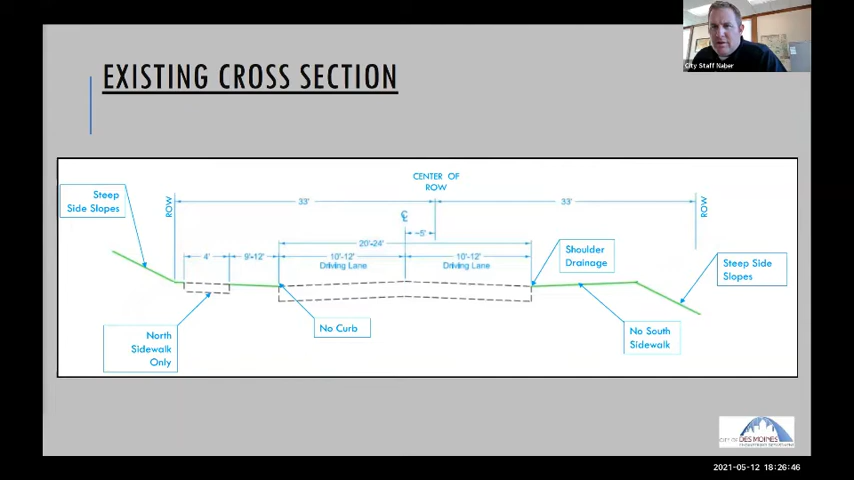 City Staff Naber
EXISTING CROSS SECTION
CENTER OF
ROW
Steep
Side Slopes
ROW
33'
33'
ROW
℄
~5'
20'-24'
4'
9'-12'
10'-12'
Driving Lane
10'-12'
Driving Lane
Shoulder
Drainage
Steep Side
Slopes
North
Sidewalk
Only
No Curb
No South
Sidewalk
CITY OF DES MOINES
2021-05-12 18:26:46